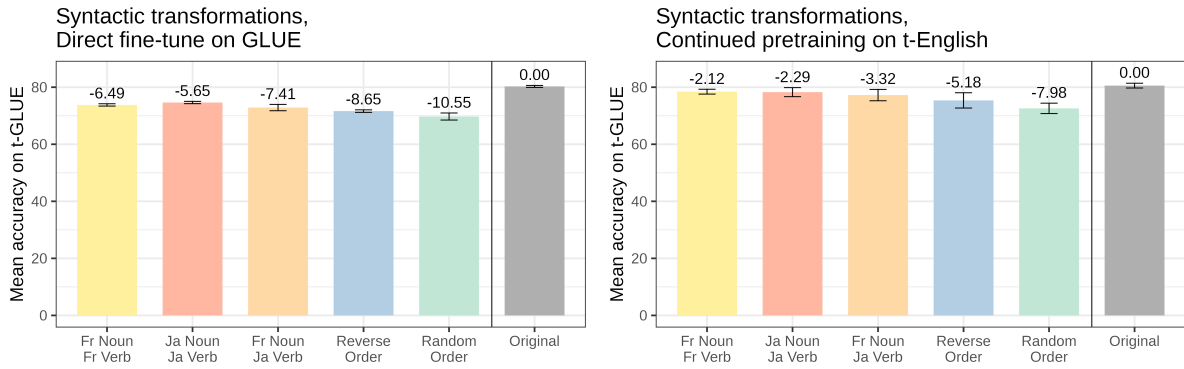 Syntactic transformations,
Direct fine-tune on GLUE
Mean accuracy on t-GLUE
80
60
40
20
0
-6.49
-5.65
-7.41
-8.65
-10.55
0.00
Fr Noun
Fr Verb
Ja Noun
Ja Verb
Fr Noun
Ja Verb
Reverse
Order
Random
Order
Original
Syntactic transformations,
Continued pretraining on t-English
Mean accuracy on t-GLUE
80
60
40
20
0
-2.12
-2.29
-3.32
-5.18
-7.98
0.00
Fr Noun
Fr Verb
Ja Noun
Ja Verb
Fr Noun
Ja Verb
Reverse
Order
Random
Order
Original